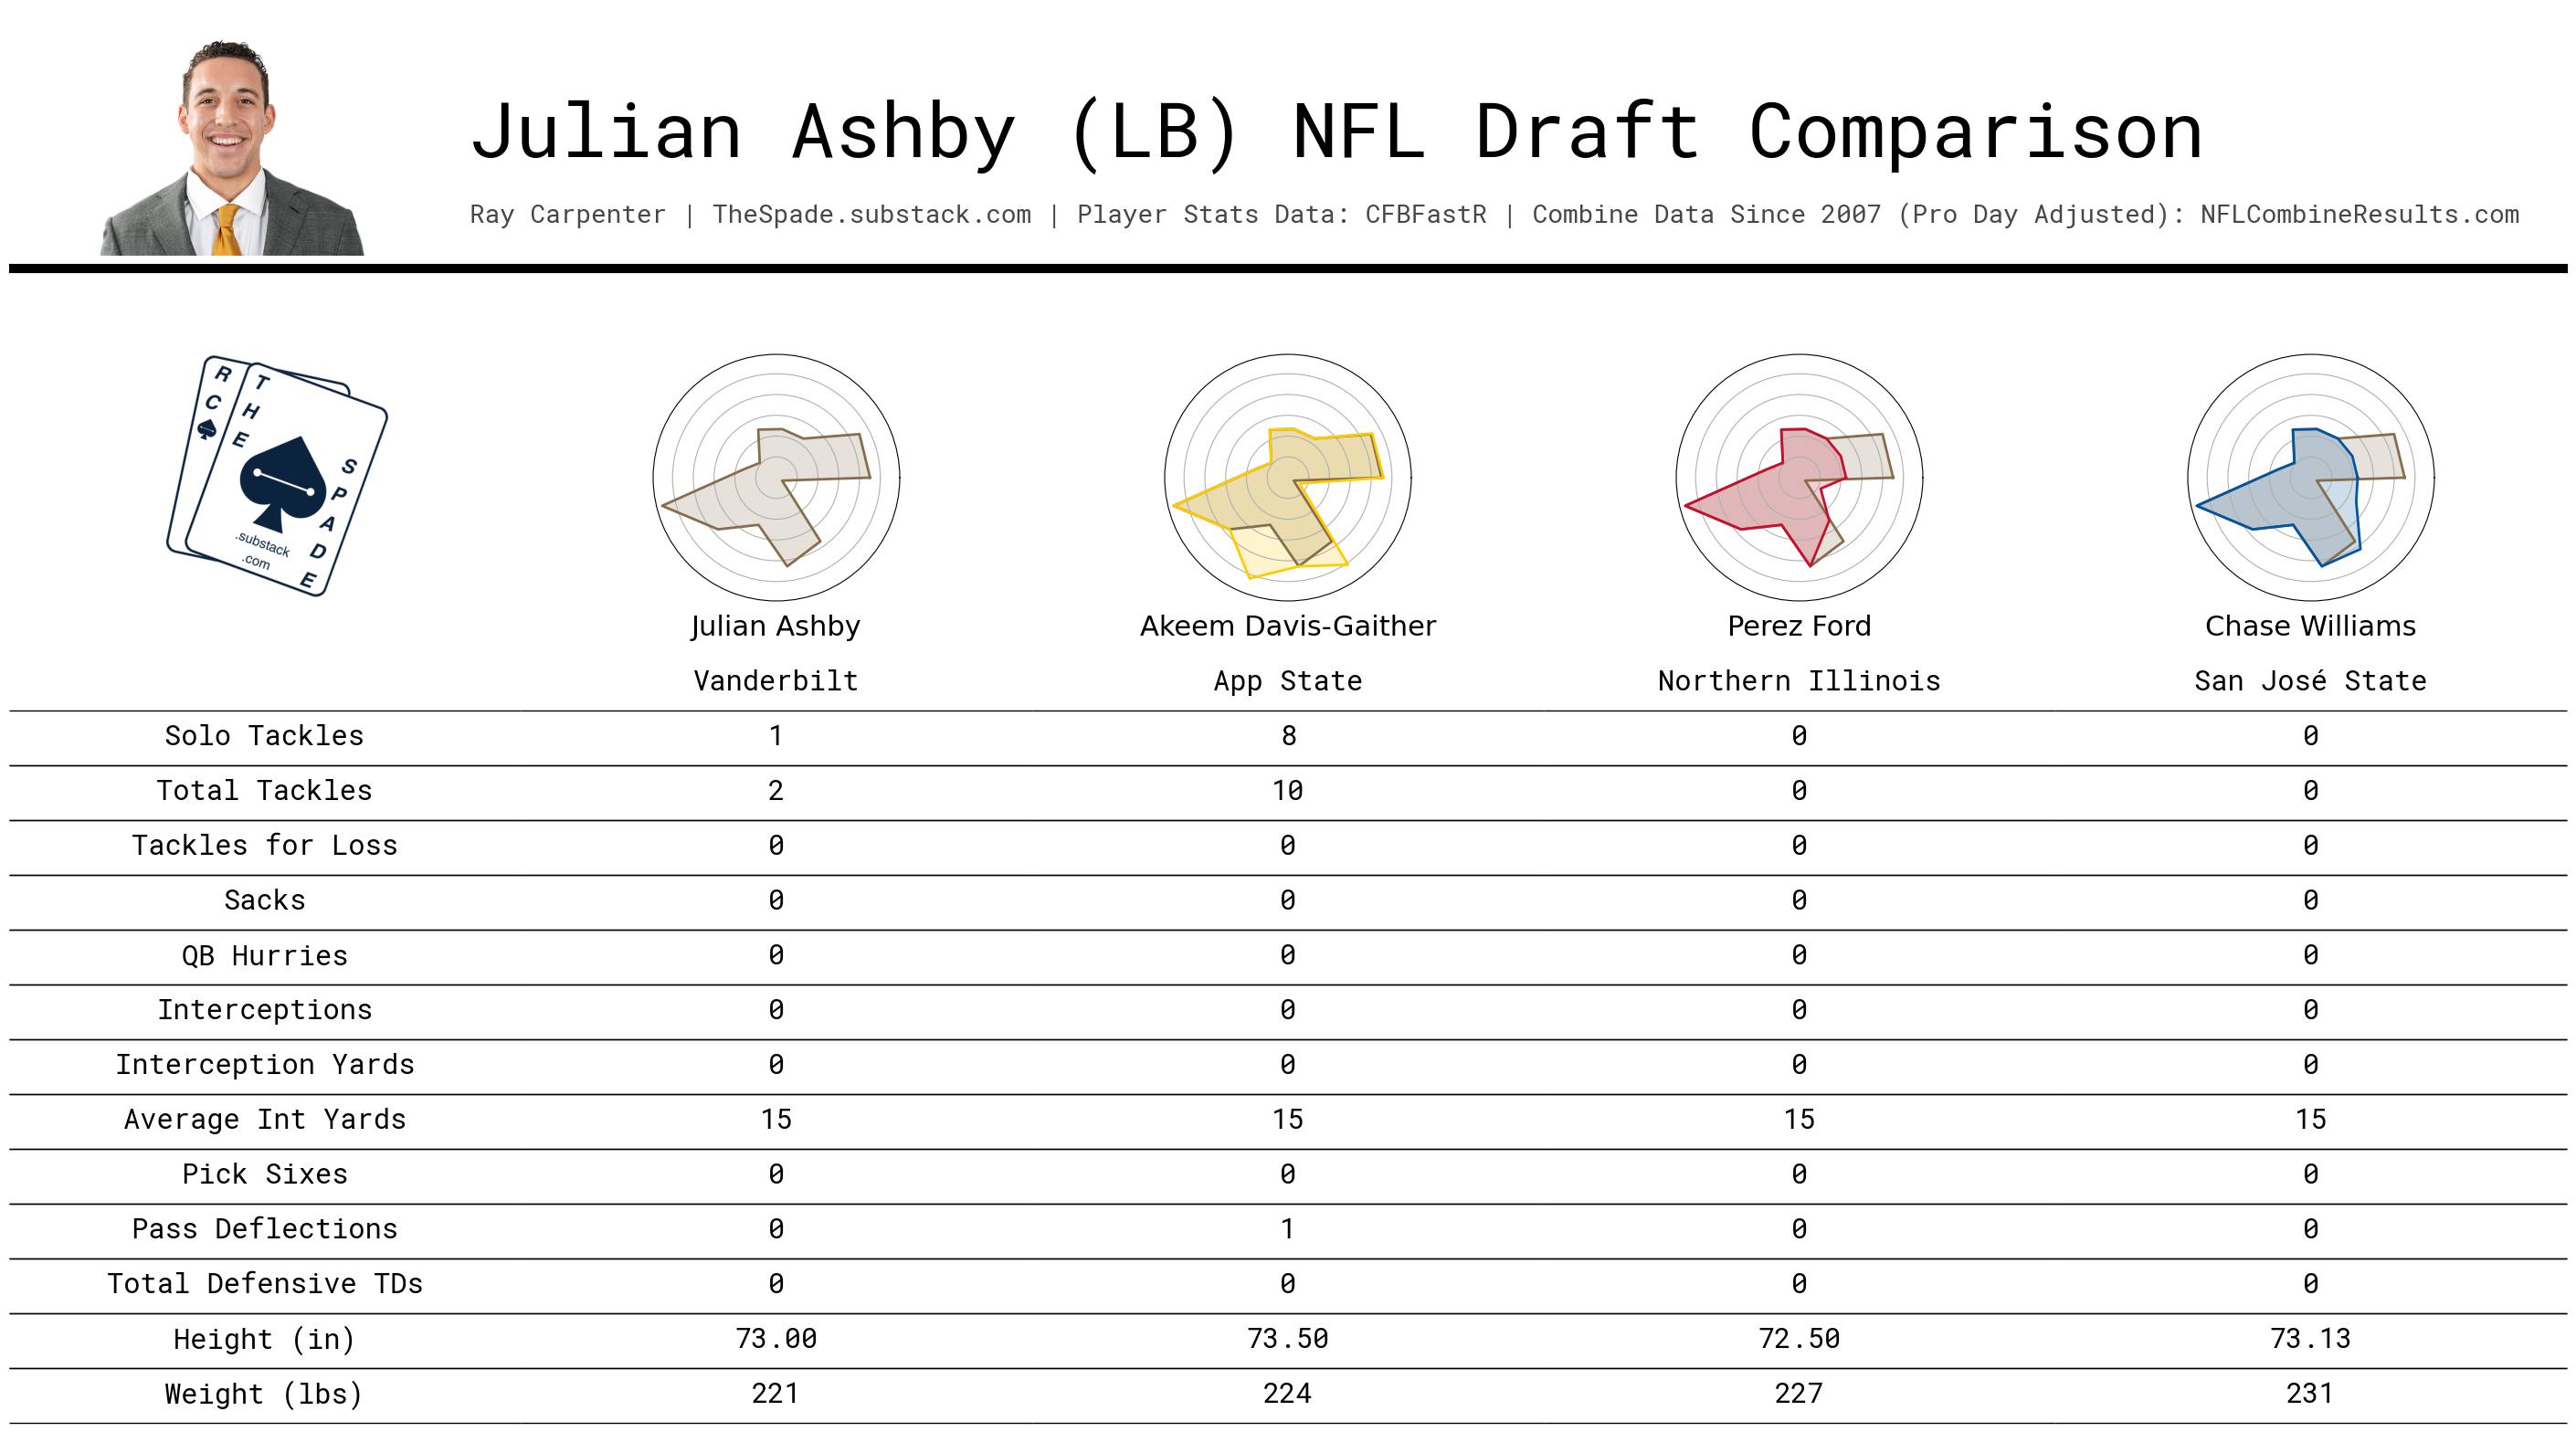 Julian Ashby (LB) NFL Draft Comparison
Ray Carpenter | TheSpade.substack.com | Player Stats Data: CFBFastR | Combine Data Since 2007 (Pro Day Adjusted): NFLCombineResults.com
RC
THE
SPADE
.substack
.com
Julian Ashby Akeem Davis-Gaither Perez Ford Chase Williams
Vanderbilt App State Northern Illinois San José State
Solo Tackles 1 8 0 0
Total Tackles 2 10 0 0
Tackles for Loss 0 0 0 0
Sacks 0 0 0 0
QB Hurries 0 0 0 0
Interceptions 0 0 0 0
Interception Yards 0 0 0 0
Average Int Yards 15 15 15 15
Pick Sixes 0 0 0 0
Pass Deflections 0 1 0 0
Total Defensive TDs 0 0 0 0
Height (in) 73.00 73.50 72.50 73.13
Weight (lbs) 221 224 227 231